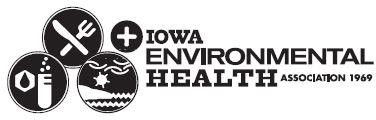 IOWA
ENVIRONMENTAL
HEALTH ASSOCIATION 1969